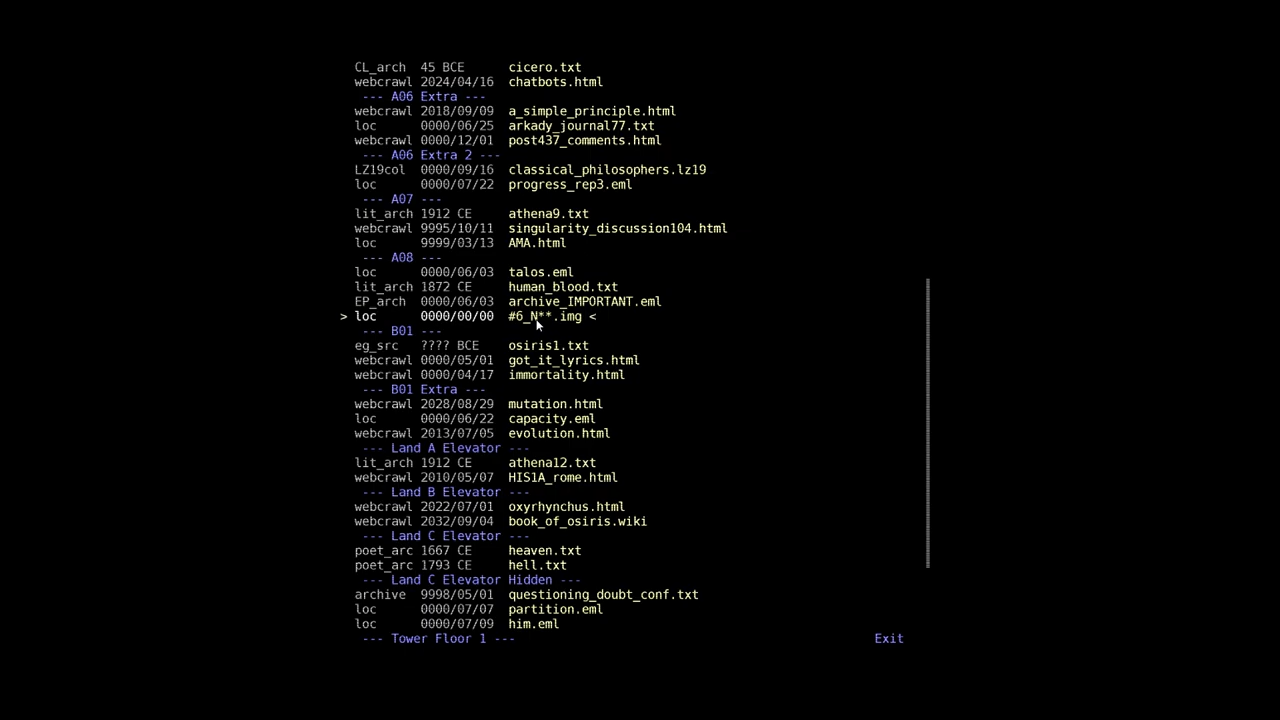 CL_arch 45 BCE cicero.txt
webcrawl 2024/04/16 chatbots.html
--- A06 Extra ---
webcrawl 2018/09/09 a_simple_principle.html
loc 0000/06/25 arkady_journal77.txt
webcrawl 0000/12/01 post437_comments.html
--- A06 Extra 2 ---
LZ19col 0000/09/16 classical_philosophers.lz19
loc 0000/07/22 progress_rep3.eml
--- A07 ---
lit_arch 1912 CE athena9.txt
webcrawl 9995/10/11 singularity_discussion104.html
loc 9999/03/13 AMA.html
--- A08 ---
loc 0000/06/03 talos.eml
lit_arch 1872 CE human_blood.txt
EP_arch 0000/06/03 archive_IMPORTANT.eml
> loc 0000/00/00 #6_N**.img <
--- B01 ---
eg_src ???? BCE osiris1.txt
webcrawl 0000/05/01 got_it_lyrics.html
webcrawl 0000/04/17 immortality.html
--- B01 Extra ---
webcrawl 2028/08/29 mutation.html
loc 0000/06/22 capacity.eml
webcrawl 2013/07/05 evolution.html
--- Land A Elevator ---
lit_arch 1912 CE athena12.txt
webcrawl 2010/05/07 HIS1A_rome.html
--- Land B Elevator ---
webcrawl 2022/07/01 oxyrhynchus.html
webcrawl 2032/09/04 book_of_osiris.wiki
--- Land C Elevator ---
poet_arc 1667 CE heaven.txt
poet_arc 1793 CE hell.txt
--- Land C Elevator Hidden ---
archive 9998/05/01 questioning_doubt_conf.txt
loc 0000/07/07 partition.eml
loc 0000/07/09 him.eml
--- Tower Floor 1 ---
Exit